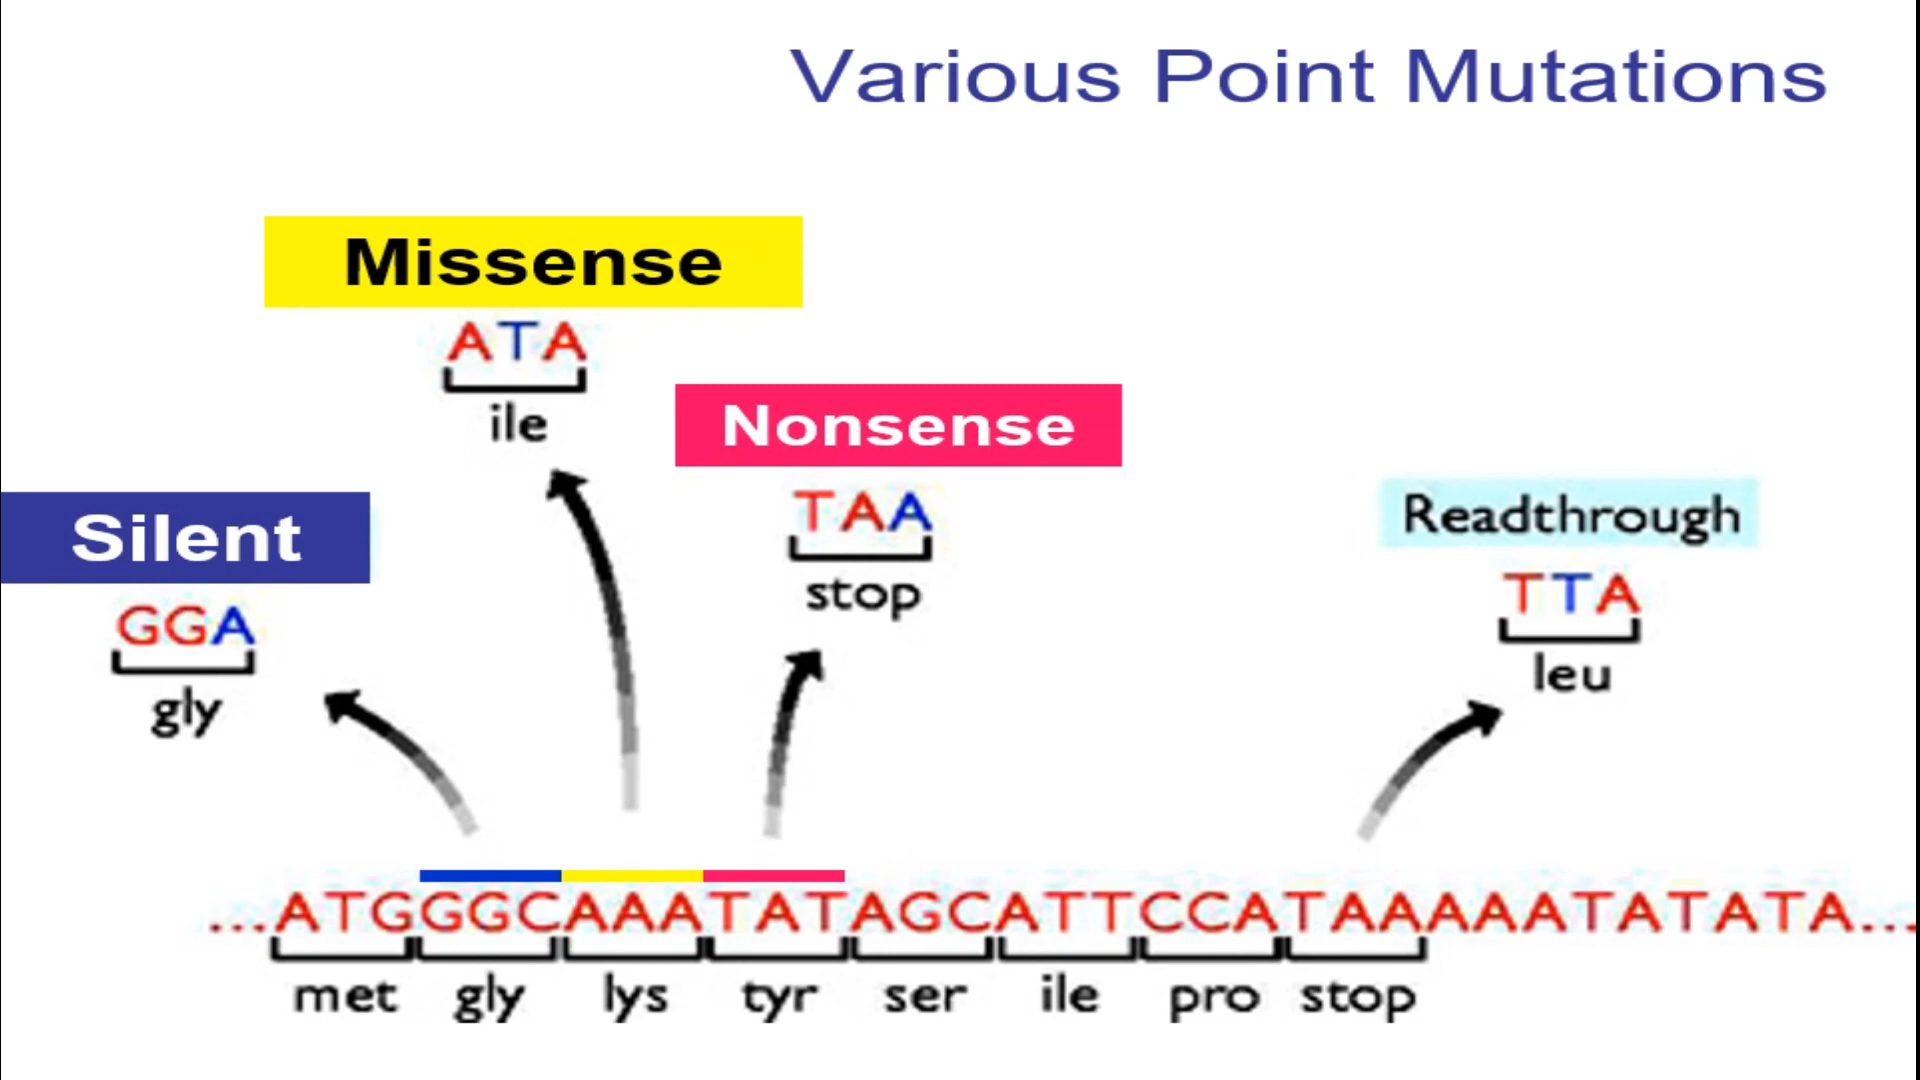 Various Point Mutations
Missense
ATA
ile
Nonsense
TAA
stop
Readthrough
TTA
leu
Silent
GGA
gly
...ATGGGCAAATATAGCATTCCATAAAAATATATA...
met gly lys tyr ser ile pro stop